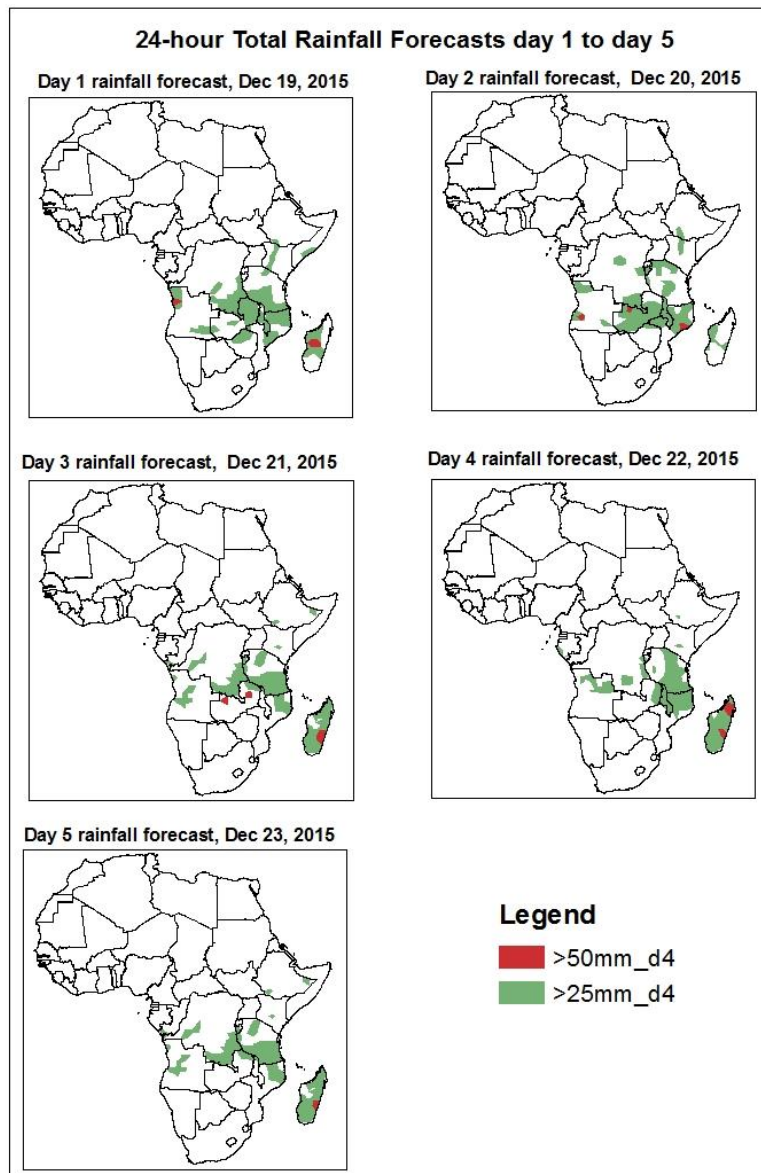 24-hour Total Rainfall Forecasts day 1 to day 5
Day 1 rainfall forecast, Dec 19, 2015
Day 2 rainfall forecast, Dec 20, 2015
Day 3 rainfall forecast, Dec 21, 2015
Day 4 rainfall forecast, Dec 22, 2015
Day 5 rainfall forecast, Dec 23, 2015
Legend
>50mm_d4
>25mm_d4